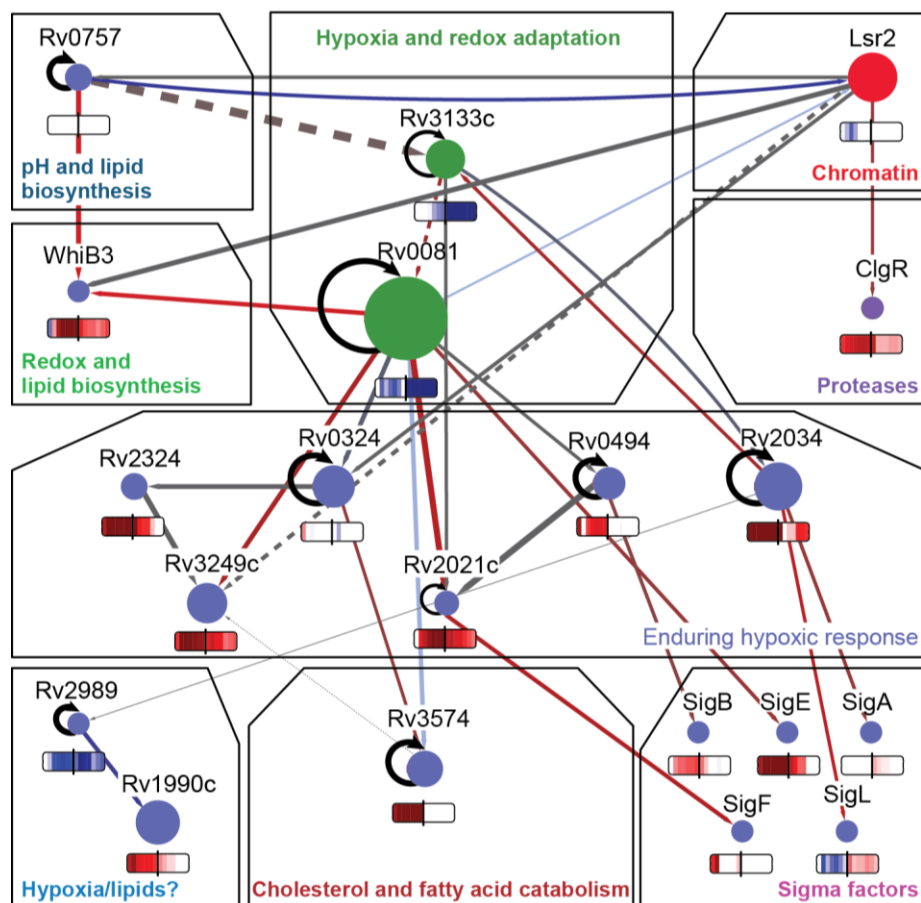 Rv0757
Hypoxia and redox adaptation
Lsr2
Rv3133c
pH and lipid
biosynthesis
Chromatin
WhiB3
Rv0081
ClgR
Redox and
lipid biosynthesis
Proteases
Rv2324
Rv0324
Rv0494
Rv2034
Rv3249c
Rv2021c
Enduring hypoxic response
Rv2989
Rv3574
SigB
SigE
SigA
Rv1990c
SigF
SigL
Hypoxia/lipids?
Cholesterol and fatty acid catabolism
Sigma factors